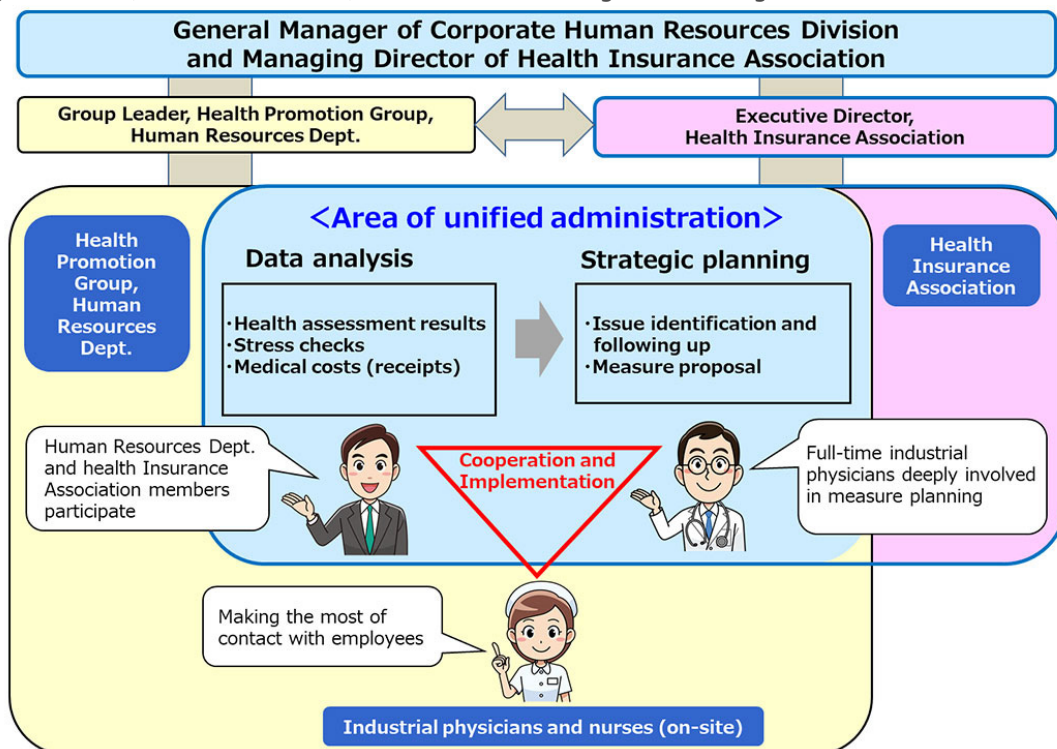 General Manager of Corporate Human Resources Division
and Managing Director of Health Insurance Association
Group Leader, Health Promotion Group,
Human Resources Dept.
Executive Director,
Health Insurance Association
<Area of unified administration>
Health
Promotion
Group,
Human
Resources
Dept.
Data analysis
・Health assessment results
・Stress checks
・Medical costs (receipts)
Strategic planning
・Issue identification and
following up
・Measure proposal
Health
Insurance
Association
Human Resources Dept.
and health Insurance
Association members
participate
Cooperation and
Implementation
Full-time industrial
physicians deeply involved
in measure planning
Making the most of
contact with employees
Industrial physicians and nurses (on-site)